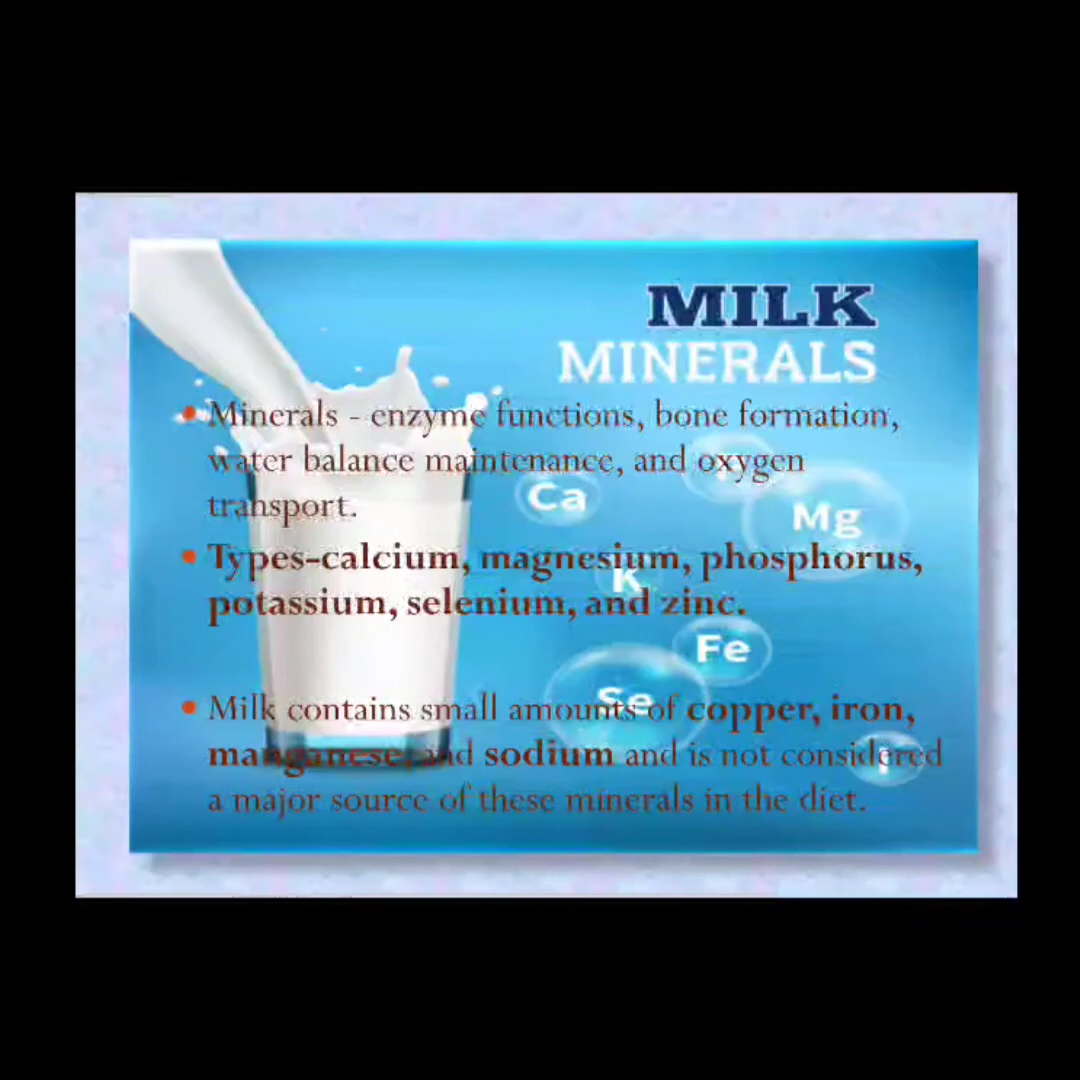 MILK
MINERALS
• Minerals - enzyme functions, bone formation,
water balance maintenance, and oxygen
transport.
Ca
Mg
• Types-calcium, magnesium, phosphorus,
K
potassium, selenium, and zinc.
Fe
Se
• Milk contains small amounts of copper, iron,
manganese, and sodium and is not considered
a major source of these minerals in the diet.